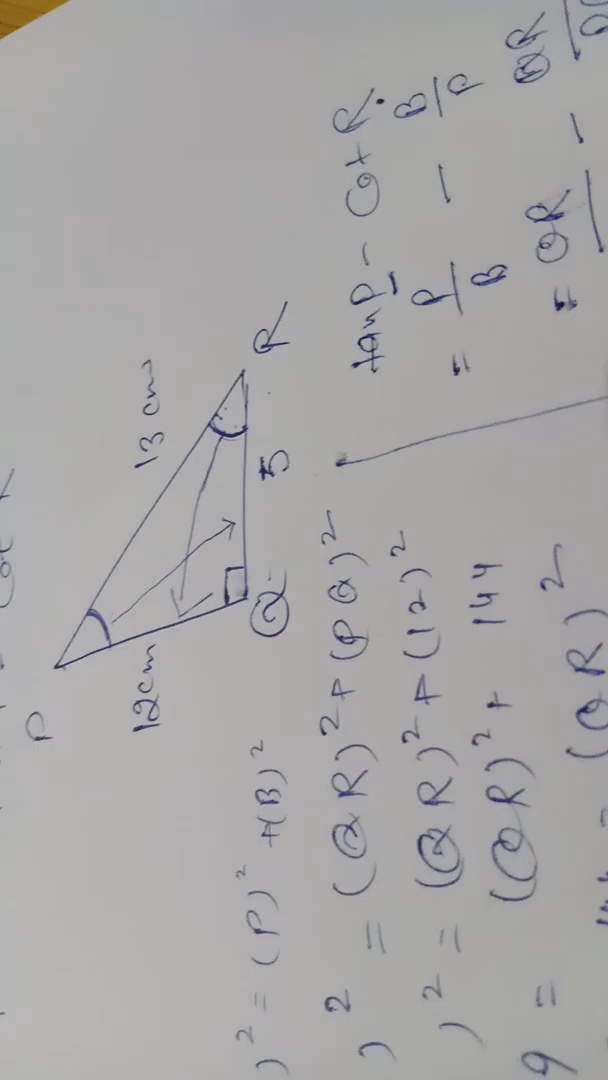 P
12cm
13 cm
Q
5
R
)² = (P)² + (B)²
)² = (QR)² + (PQ)²
)² = (QR)² + (12)²
9 = (QR)² + 144
= (QR)²
tan P - Cot R.
= P/B - B/P
= QR - QR